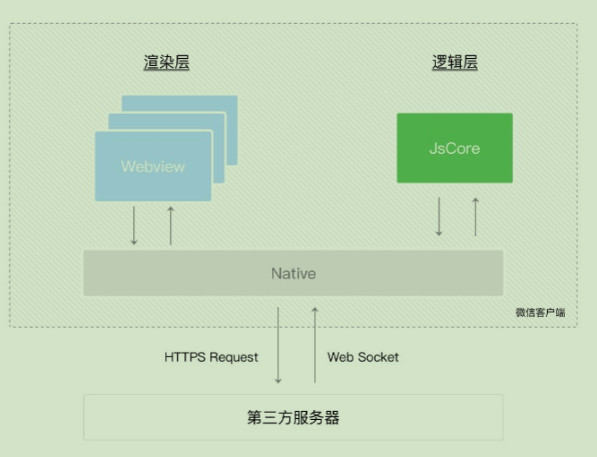 渲染层
逻辑层
Webview
JsCore
Native
微信客户端
HTTPS Request
Web Socket
第三方服务器